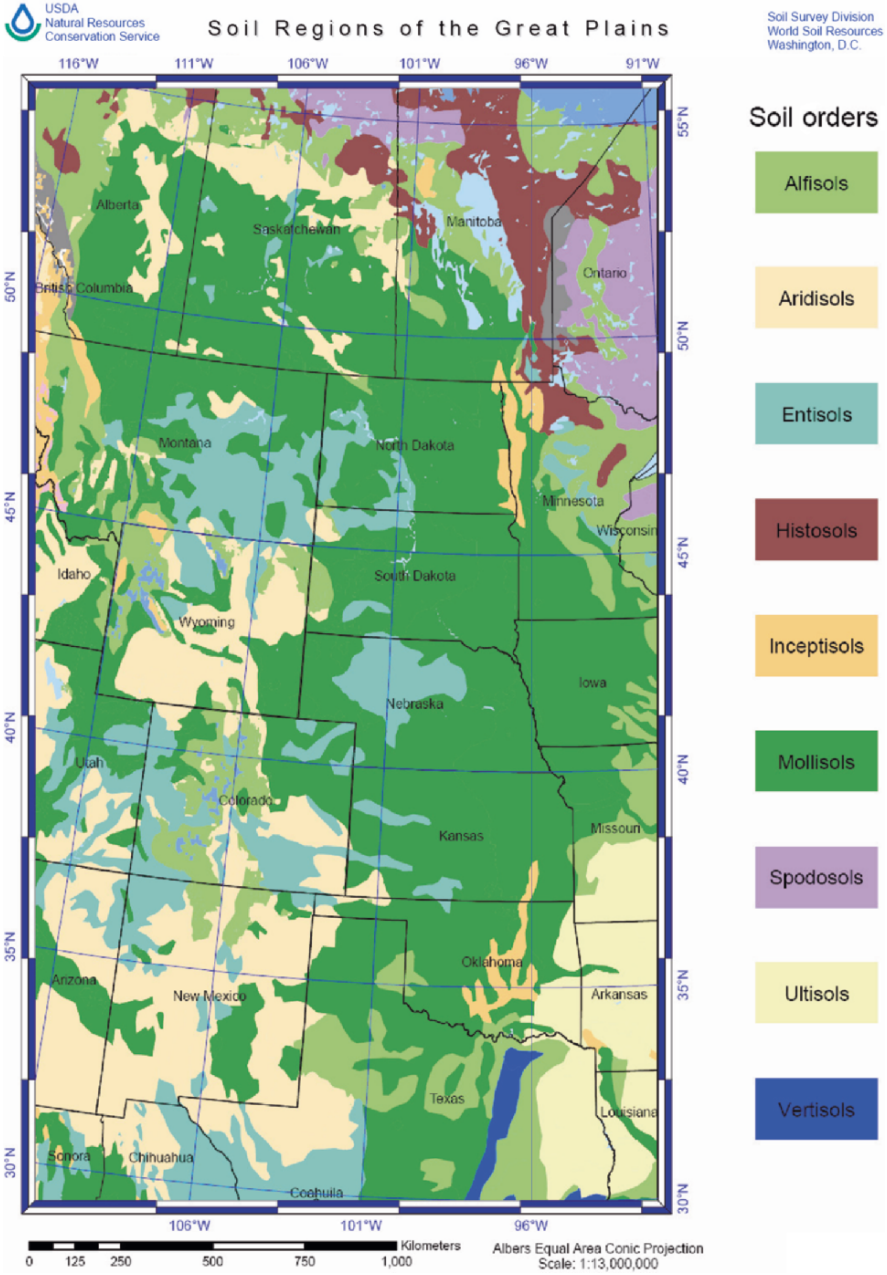 USDA
Natural Resources
Conservation Service
Soil Regions of the Great Plains
Soil Survey Division
World Soil Resources
Washington, D.C.
116°W 111°W 106°W 101°W 96°W 91°W
55°N
Soil orders
Alfisols
Alberta
Saskatchewan
Manitoba
Ontario
British Columbia
50°N
50°N
Aridisols
Entisols
Montana
North Dakota
Minnesota
Wisconsin
45°N
45°N
Histosols
Idaho
South Dakota
Wyoming
Inceptisols
Iowa
Nebraska
40°N
40°N
Utah
Colorado
Mollisols
Kansas
Missouri
Spodosols
35°N
35°N
Oklahoma
Arizona
New Mexico
Arkansas
Ultisols
Texas
Louisiana
Vertisols
30°N
30°N
Sonora
Chihuahua
Coahuila
106°W 101°W 96°W
Kilometers
0 125 250 500 750 1,000
Albers Equal Area Conic Projection
Scale: 1:13,000,000